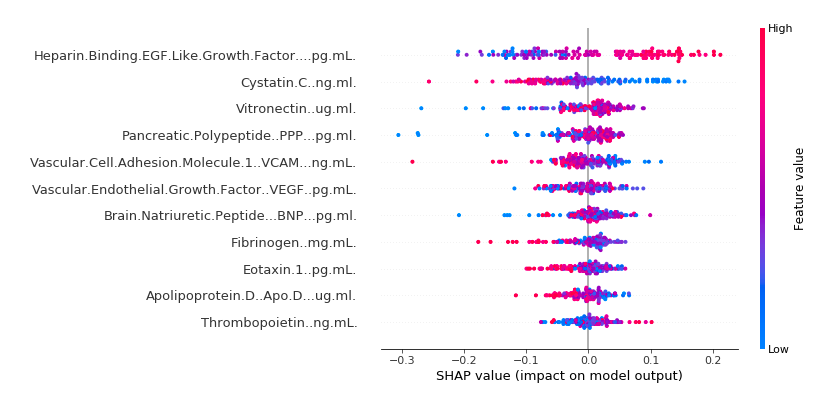 High
Heparin.Binding.EGF.Like.Growth.Factor....pg.mL.
Cystatin.C..ng.ml.
Vitronectin..ug.ml.
Pancreatic.Polypeptide..PPP...pg.ml.
Vascular.Cell.Adhesion.Molecule.1..VCAM...ng.mL.
Vascular.Endothelial.Growth.Factor..VEGF..pg.mL.
Brain.Natriuretic.Peptide...BNP...pg.ml.
Fibrinogen..mg.mL.
Eotaxin.1..pg.mL.
Apolipoprotein.D..Apo.D...ug.ml.
Thrombopoietin..ng.mL.
Feature value
Low
−0.3 −0.2 −0.1 0.0 0.1 0.2
SHAP value (impact on model output)